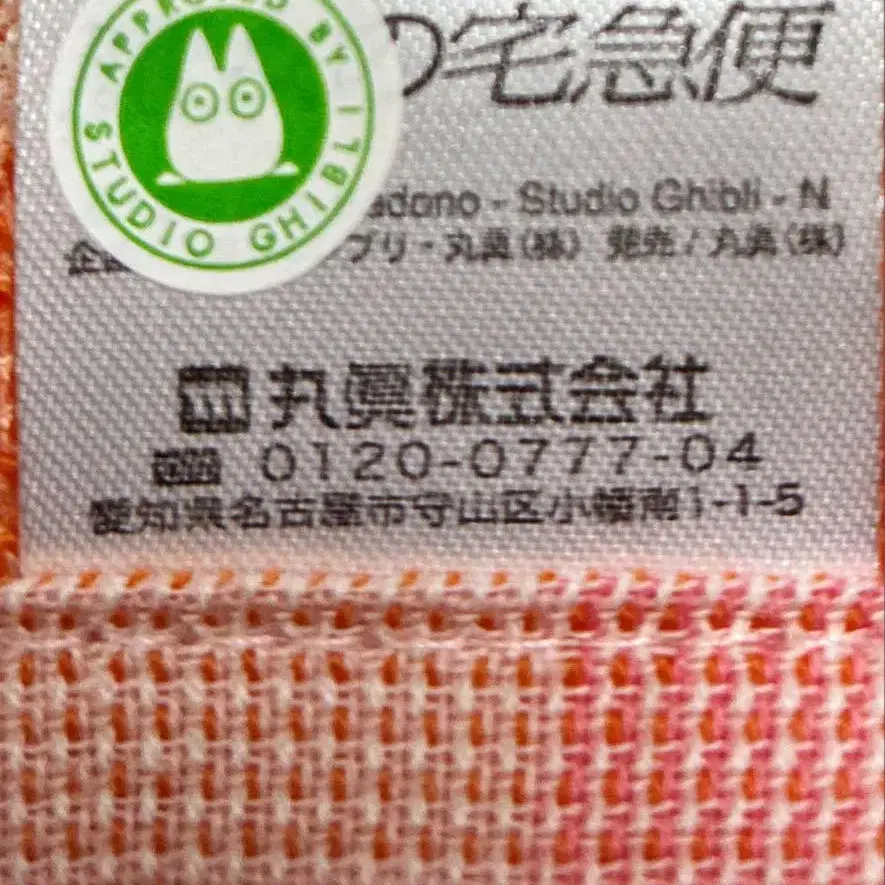 APPROVED BY STUDIO GHIBLI
の宅急便
adono - Studio Ghibli - N
企 ブリ - 丸眞(株) 発売 / 丸眞(株)
丸眞株式会社
0120-0777-04
愛知県名古屋市守山区小幡南1-1-5